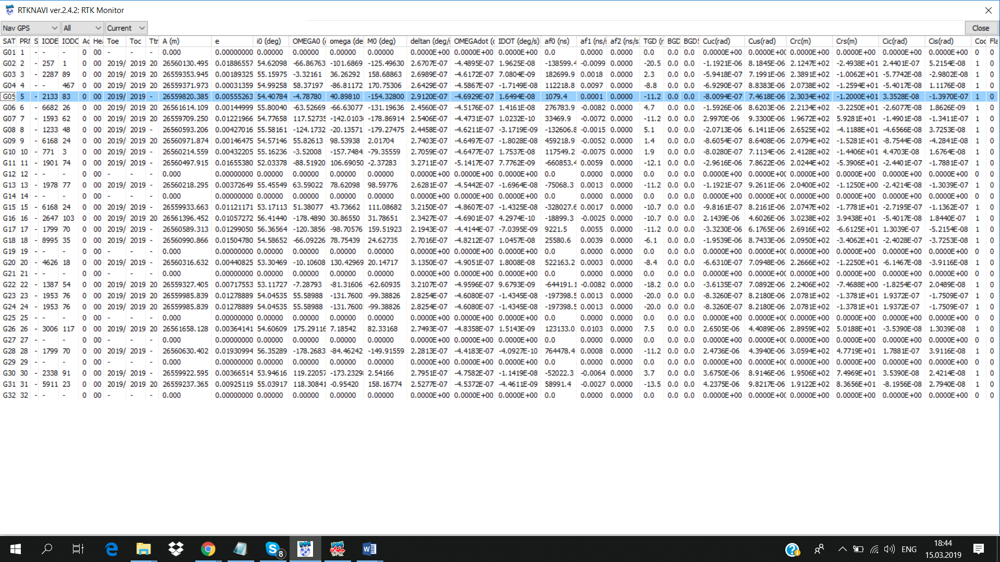 RTKNAVI ver.2.4.2: RTK Monitor
Nav GPS All Current Close
SAT PRN S IODE IODC Ac Hea Toe Toc Ttr A (m) e i0 (deg) OMEGA0 (d omega (de M0 (deg) deltan (deg/s OMEGAdot (d IDOT (deg/s) af0 (ns) af1 (ns/s af2 (ns/s TGD (n BGD BGD5 Cuc(rad) Cus(rad) Crc(m) Crs(m) Cic(rad) Cis(rad) Cod Fla
G01 1 - - - 0 00 - - - 0.000 0.00000000 0.00000 0.00000 0.00000 0.00000 0.0000E+00 0.0000E+00 0.0000E+00 0.0 0.0000 0.0000 0.0 0.0 0.0 0.0000E+00 0.0000E+00 0.0000E+00 0.0000E+00 0.0000E+00 0.0000E+00 0 0
G02 2 - 257 1 0 00 2019/ 2019 20 26560130.495 0.01886557 54.62098 -66.86763 -101.6869 -125.49630 2.6707E-07 -4.4895E-07 1.9625E-08 -138599.4 -0.0099 0.0000 -20.5 0.0 0.0 -1.1921E-06 8.1845E-06 2.1247E+02 -2.4938E+01 2.4401E-07 5.2154E-08 1 0
G03 3 - 2287 89 0 00 2019/ 2019 - 26559353.945 0.00189325 55.15975 -3.32161 36.26292 158.68863 2.6989E-07 -4.6172E-07 7.0804E-09 182699.9 0.0018 0.0000 2.3 0.0 0.0 -5.9418E-07 7.1991E-06 2.3891E+02 -1.0062E+01 -5.7742E-08 -2.9802E-08 1 0
G04 4 - - 467 0 00 2019/ 2019 - 26559371.973 0.00031359 54.99258 58.37197 -86.81172 170.75306 2.6429E-07 -4.5867E-07 -1.7149E-08 112218.8 0.0097 0.0000 -8.8 0.0 0.0 -6.9290E-07 8.8383E-06 2.0738E+02 -1.2594E+01 -5.4017E-08 1.1176E-08 1 0
G05 5 - 2133 83 0 00 2019/ 2019 - 26559820.385 0.00555263 54.40784 -4.78780 40.89810 -154.32800 2.9120E-07 -4.6929E-07 1.6494E-08 1079.4 0.0001 0.0000 -11.2 0.0 0.0 -8.0094E-07 7.4618E-06 2.3034E+02 -1.2000E+01 3.3528E-08 -1.3970E-07 1 0
G06 6 - 6682 26 0 00 2019/ 2019 20 26561614.109 0.00144999 55.80040 -63.52669 -66.63077 -131.19636 2.4560E-07 -4.5176E-07 1.4161E-08 276783.9 -0.0082 0.0000 4.7 0.0 0.0 -1.5926E-06 8.6203E-06 2.2134E+02 -3.2250E+01 -2.6077E-08 1.8626E-09 1 0
G07 7 - 1593 62 0 00 2019/ 2019 20 26559709.250 0.01221966 54.77658 117.52735 -142.0103 -178.86914 2.5406E-07 -4.4731E-07 1.0232E-10 33469.9 -0.0072 0.0000 -11.2 0.0 0.0 2.9970E-06 9.3300E-06 1.9672E+02 5.9281E+01 -1.4901E-08 -1.3411E-07 1 0
G08 8 - 1233 48 0 00 2019/ 2019 - 26560593.206 0.00427016 55.58161 -124.1732 -20.13571 -179.27475 2.4458E-07 -4.6211E-07 -3.1719E-09 -132606.8 -0.0015 0.0000 5.1 0.0 0.0 -2.0713E-06 6.1411E-06 2.6525E+02 -4.1188E+01 -4.6566E-08 3.7253E-08 1 0
G09 9 - 6168 24 0 00 2019/ 2019 20 26560971.874 0.00146475 54.57146 55.82613 98.53938 2.01704 2.7403E-07 -4.6497E-07 -1.8028E-08 459218.9 -0.0052 0.0000 1.4 0.0 0.0 -8.6054E-07 8.6408E-06 2.0794E+02 -1.5281E+01 -8.7544E-08 -4.2841E-08 1 0
G10 10 - 771 3 0 00 2019/ 2019 - 26560214.559 0.00432205 55.16236 -3.52008 -157.7484 -79.35559 2.7059E-07 -4.6477E-07 1.7537E-08 117549.2 -0.0075 0.0000 1.9 0.0 0.0 -8.0280E-07 7.1134E-06 2.4128E+02 -1.4406E+01 4.4703E-08 1.6764E-08 1 0
G11 11 - 1901 74 0 00 2019/ 2019 - 26560497.915 0.01655380 52.03378 -88.51920 106.69050 -2.37283 3.2711E-07 -5.1417E-07 7.7762E-09 -660853.4 0.0059 0.0000 -12.1 0.0 0.0 -2.9616E-06 7.8622E-06 2.0244E+02 -5.3906E+01 -2.4401E-07 -1.7881E-07 1 0
G12 12 - - - 0 00 - - - 0.000 0.00000000 0.00000 0.00000 0.00000 0.00000 0.0000E+00 0.0000E+00 0.0000E+00 0.0 0.0000 0.0000 0.0 0.0 0.0 0.0000E+00 0.0000E+00 0.0000E+00 0.0000E+00 0.0000E+00 0.0000E+00 0 0
G13 13 - 1978 77 0 00 2019/ 2019 - 26560218.295 0.00372649 55.45549 63.59022 78.62098 98.59776 2.6281E-07 -4.5442E-07 -1.6964E-08 -75068.3 0.0013 0.0000 -11.2 0.0 0.0 -1.1921E-07 9.2611E-06 2.0400E+02 -1.1250E+00 -2.4214E-08 -1.3039E-07 1 0
G14 14 - - - 0 00 - - - 0.000 0.00000000 0.00000 0.00000 0.00000 0.00000 0.0000E+00 0.0000E+00 0.0000E+00 0.0 0.0000 0.0000 0.0 0.0 0.0 0.0000E+00 0.0000E+00 0.0000E+00 0.0000E+00 0.0000E+00 0.0000E+00 0 0
G15 15 - 6168 24 0 00 2019/ 2019 - 26559933.663 0.01121171 53.17113 51.38077 43.73662 111.08682 3.2150E-07 -4.8607E-07 -1.4325E-08 -328027.6 0.0017 0.0000 -10.7 0.0 0.0 -9.8161E-07 8.2161E-06 2.0747E+02 -1.7781E+01 -2.7195E-07 -1.1362E-07 1 0
G16 16 - 2647 103 0 00 2019/ 2019 20 26561396.452 0.01057272 56.41440 -178.4890 30.86550 31.78651 2.3427E-07 -4.6901E-07 4.2974E-10 -18899.3 -0.0025 0.0000 -10.7 0.0 0.0 2.1439E-06 4.6026E-06 3.0238E+02 3.9438E+01 -5.4017E-08 1.8440E-07 1 0
G17 17 - 1799 70 0 00 2019/ 2019 - 26560589.313 0.01299050 56.36564 -120.3856 -98.70576 159.51923 2.1943E-07 -4.4144E-07 -7.0395E-09 9221.5 0.0055 0.0000 -11.2 0.0 0.0 -3.3230E-06 6.1765E-06 2.6916E+02 -6.6125E+01 1.3039E-07 -5.2154E-08 1 0
G18 18 - 8995 35 0 00 2019/ 2019 - 26560990.866 0.01504780 54.58652 -66.09226 78.75439 24.62735 2.7016E-07 -4.8212E-07 1.0457E-08 25580.6 0.0039 0.0000 -6.1 0.0 0.0 -1.9539E-06 8.7433E-06 2.0950E+02 -3.4062E+01 -2.4028E-07 -3.7253E-08 1 0
G19 19 - - - 0 00 - - - 0.000 0.00000000 0.00000 0.00000 0.00000 0.00000 0.0000E+00 0.0000E+00 0.0000E+00 0.0 0.0000 0.0000 0.0 0.0 0.0 0.0000E+00 0.0000E+00 0.0000E+00 0.0000E+00 0.0000E+00 0.0000E+00 0 0
G20 20 - 4626 18 0 00 2019/ 2019 - 26560316.632 0.00440825 53.30469 -10.10608 130.42969 20.14717 3.1350E-07 -4.9051E-07 1.8008E-08 522163.2 0.0003 0.0000 -8.4 0.0 0.0 -6.6310E-07 7.0948E-06 2.2666E+02 -1.2250E+01 -6.1467E-08 -3.9116E-08 1 0
G21 21 - - - 0 00 - - - 0.000 0.00000000 0.00000 0.00000 0.00000 0.00000 0.0000E+00 0.0000E+00 0.0000E+00 0.0 0.0000 0.0000 0.0 0.0 0.0 0.0000E+00 0.0000E+00 0.0000E+00 0.0000E+00 0.0000E+00 0.0000E+00 0 0
G22 22 - 1387 54 0 00 2019/ 2019 20 26559327.405 0.00717553 53.11727 -7.28793 -81.31606 -62.60935 3.2107E-07 -4.9596E-07 9.6793E-09 -644191.1 -0.0082 0.0000 -18.2 0.0 0.0 -3.6135E-07 7.0892E-06 2.2406E+02 -7.4688E+00 -1.8254E-07 2.0489E-08 1 0
G23 23 - 1953 76 0 00 2019/ 2019 20 26559985.839 0.01278889 54.04535 55.58988 -131.7600 -99.38826 2.8254E-07 -4.6080E-07 -1.4345E-08 -197398.5 0.0013 0.0000 -20.0 0.0 0.0 -8.3260E-07 8.2180E-06 2.0781E+02 -1.3781E+01 1.9372E-07 -1.7509E-07 1 0
G24 24 - 1953 76 0 00 2019/ 2019 20 26559985.839 0.01278889 54.04535 55.58988 -131.7600 -99.38826 2.8254E-07 -4.6080E-07 -1.4345E-08 -197398.5 0.0013 0.0000 -20.0 0.0 0.0 -8.3260E-07 8.2180E-06 2.0781E+02 -1.3781E+01 1.9372E-07 -1.7509E-07 1 0
G25 25 - - - 0 00 - - - 0.000 0.00000000 0.00000 0.00000 0.00000 0.00000 0.0000E+00 0.0000E+00 0.0000E+00 0.0 0.0000 0.0000 0.0 0.0 0.0 0.0000E+00 0.0000E+00 0.0000E+00 0.0000E+00 0.0000E+00 0.0000E+00 0 0
G26 26 - 3006 117 0 00 2019/ 2019 20 26561658.128 0.00364141 54.60609 175.29116 7.18542 82.33168 2.7493E-07 -4.8358E-07 1.5143E-09 123133.0 0.0103 0.0000 7.5 0.0 0.0 2.6505E-06 4.4089E-06 2.8959E+02 5.0188E+01 -3.5390E-08 1.3039E-08 1 0
G27 27 - - - 0 00 - - - 0.000 0.00000000 0.00000 0.00000 0.00000 0.00000 0.0000E+00 0.0000E+00 0.0000E+00 0.0 0.0000 0.0000 0.0 0.0 0.0 0.0000E+00 0.0000E+00 0.0000E+00 0.0000E+00 0.0000E+00 0.0000E+00 0 0
G28 28 - 1799 70 0 00 2019/ 2019 - 26560630.402 0.01930994 56.35289 -178.2683 -84.46242 -149.91559 2.2813E-07 -4.4183E-07 -4.0927E-10 764478.4 0.0008 0.0000 -11.2 0.0 0.0 2.4736E-06 4.3940E-06 3.0594E+02 4.7719E+01 1.7881E-07 3.9116E-08 1 0
G29 29 - - - 0 00 - - - 0.000 0.00000000 0.00000 0.00000 0.00000 0.00000 0.0000E+00 0.0000E+00 0.0000E+00 0.0 0.0000 0.0000 0.0 0.0 0.0 0.0000E+00 0.0000E+00 0.0000E+00 0.0000E+00 0.0000E+00 0.0000E+00 0 0
G30 30 - 2338 91 0 00 2019/ 2019 - 26559922.595 0.00366514 53.94616 119.22057 -173.2329 2.54166 2.7951E-07 -4.7582E-07 -1.1419E-08 -52022.3 -0.0064 0.0000 3.7 0.0 0.0 3.6750E-06 8.9146E-06 1.9506E+02 7.4969E+01 3.5390E-08 2.4214E-08 1 0
G31 31 - 5911 23 0 00 2019/ 2019 20 26559237.365 0.00925119 55.03917 118.30841 -0.95420 158.16774 2.5277E-07 -4.5372E-07 -4.4611E-09 58991.4 -0.0027 0.0000 -13.5 0.0 0.0 4.2375E-06 9.8217E-06 1.9122E+02 8.3656E+01 -8.1956E-08 2.7940E-08 1 0
G32 32 - - - 0 00 - - - 0.000 0.00000000 0.00000 0.00000 0.00000 0.00000 0.0000E+00 0.0000E+00 0.0000E+00 0.0 0.0000 0.0000 0.0 0.0 0.0 0.0000E+00 0.0000E+00 0.0000E+00 0.0000E+00 0.0000E+00 0.0000E+00 0 0
8 ENG 18:44
15.03.2019